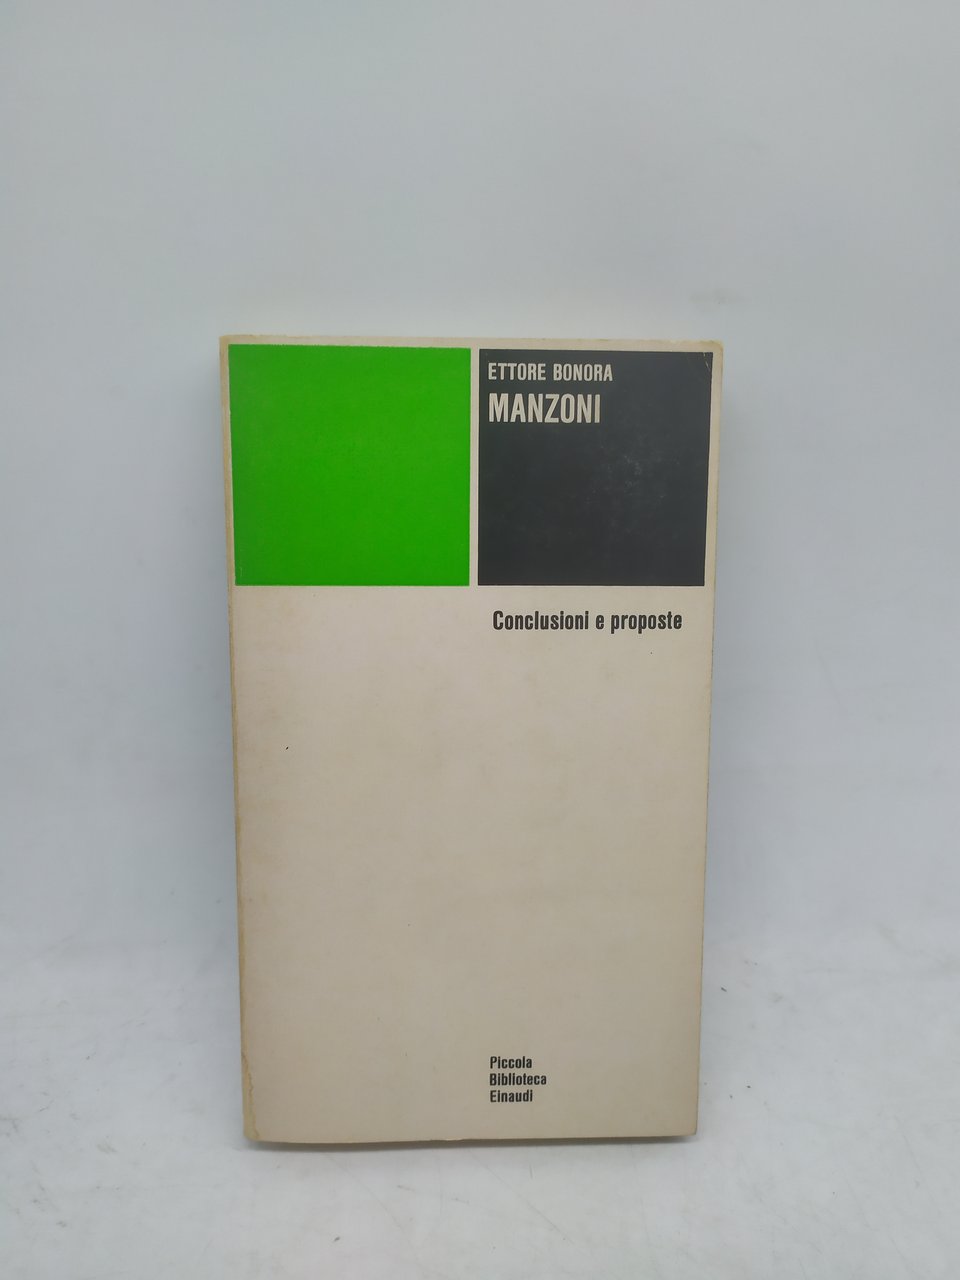 ETTORE BONORA
MANZONI
Conclusioni e proposte
Piccola
Biblioteca
Einaudi